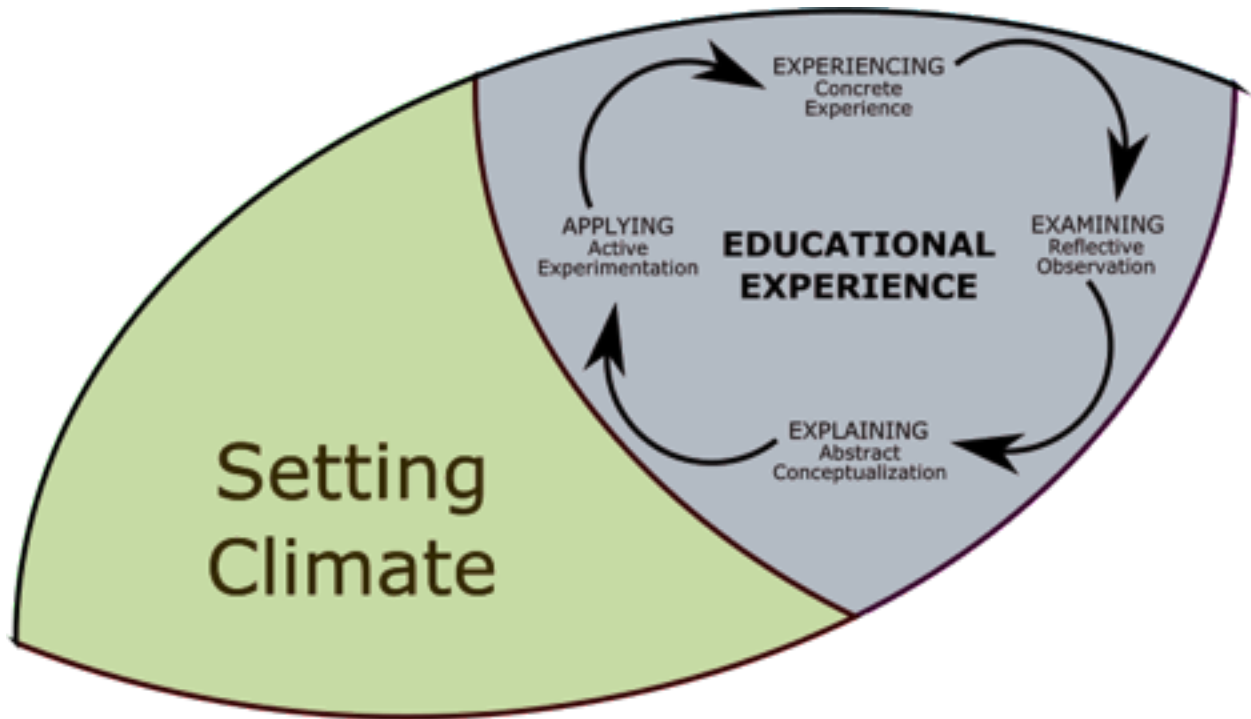 EXPERIENCING
Concrete
Experience
APPLYING
Active
Experimentation
EDUCATIONAL
EXPERIENCE
EXAMINING
Reflective
Observation
EXPLAINING
Abstract
Conceptualization
Setting
Climate